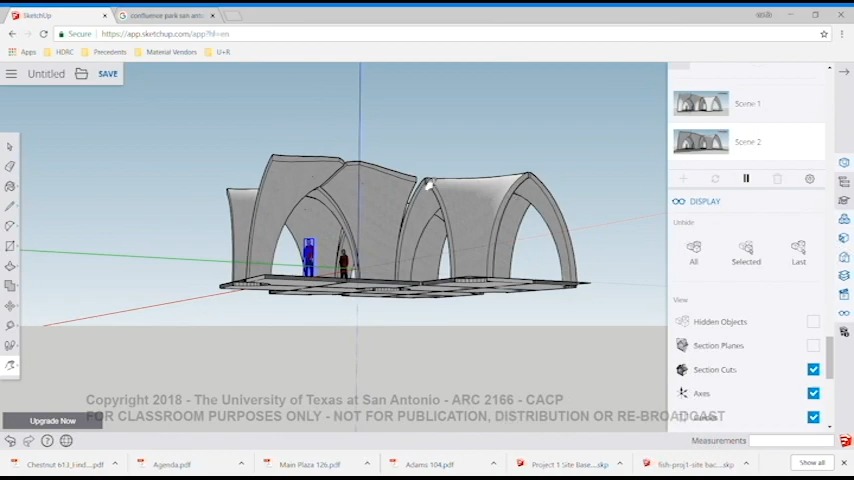 SketchUp
confluence park san anto
Secure
https://app.sketchup.com/app?hl=en
Apps
HDRC
Precedents
Material Vendors
U+R
Untitled
SAVE
Scene 1
Scene 2
DISPLAY
Unhide
All
Selected
Last
View
Hidden Objects
Section Planes
Section Cuts
Axes
Copyright 2018 - The University of Texas at San Antonio - ARC 2166 - CACP
FOR CLASSROOM PURPOSES ONLY - NOT FOR PUBLICATION, DISTRIBUTION OR RE-BROADCAST
Upgrade Now
Measurements
Chestnut 61J_Find....pdf
Agenda.pdf
Main Plaza 126.pdf
Adams 104.pdf
Project 1 Site Base....skp
fish-proj1-site bac....skp
Show all